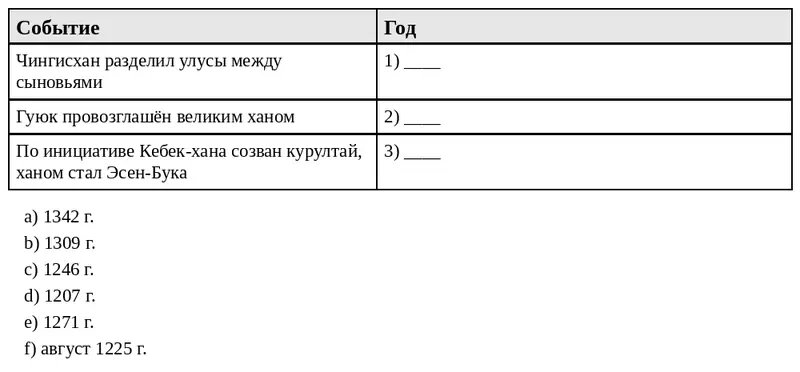 Событие Год
Чингисхан разделил улусы между 1) ____
сыновьями
Гуюк провозглашён великим ханом 2) ____
По инициативе Кебек-хана созван курултай, 3) ____
ханом стал Эсен-Бука
a) 1342 г.
b) 1309 г.
c) 1246 г.
d) 1207 г.
e) 1271 г.
f) август 1225 г.